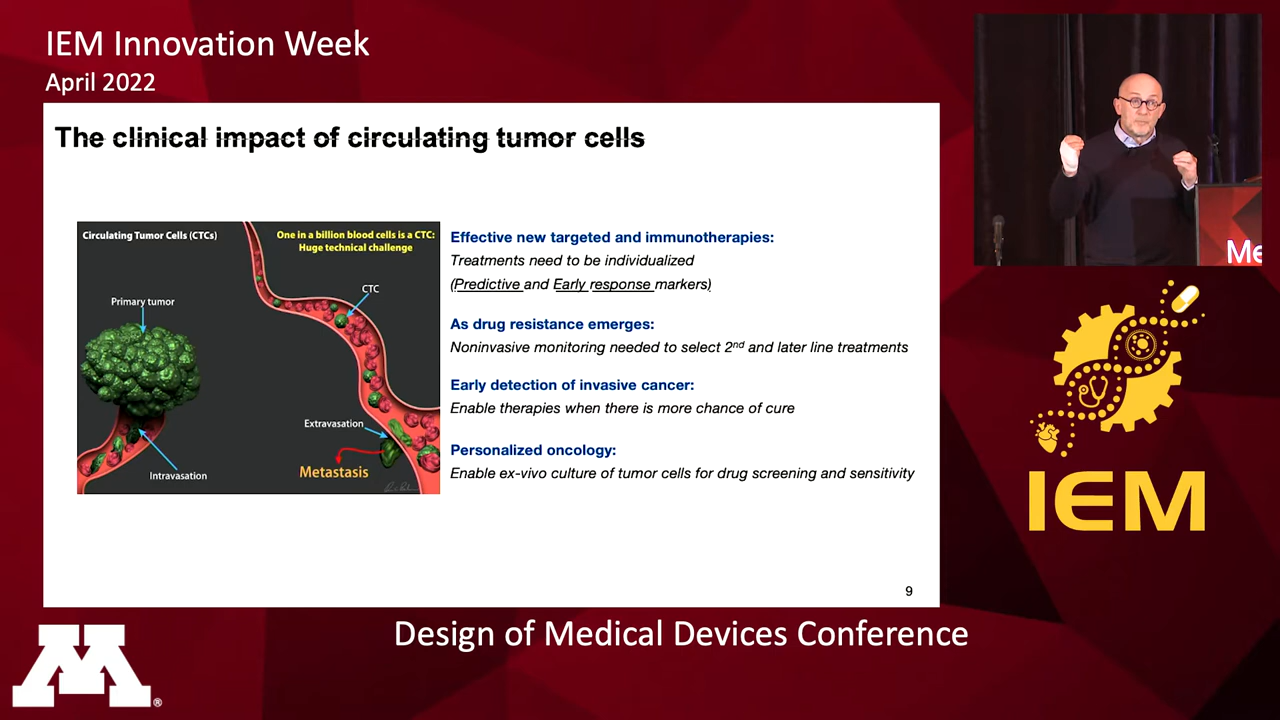 IEM Innovation Week
April 2022
The clinical impact of circulating tumor cells
Circulating Tumor Cells (CTCs)
One in a billion blood cells is a CTC:
Huge technical challenge
CTC
Primary tumor
Extravasation
Metastasis
Intravasation
Effective new targeted and immunotherapies:
Treatments need to be individualized
(Predictive and Early response markers)
As drug resistance emerges:
Noninvasive monitoring needed to select 2nd and later line treatments
Early detection of invasive cancer:
Enable therapies when there is more chance of cure
Personalized oncology:
Enable ex-vivo culture of tumor cells for drug screening and sensitivity
9
Me
IEM
Design of Medical Devices Conference
M®